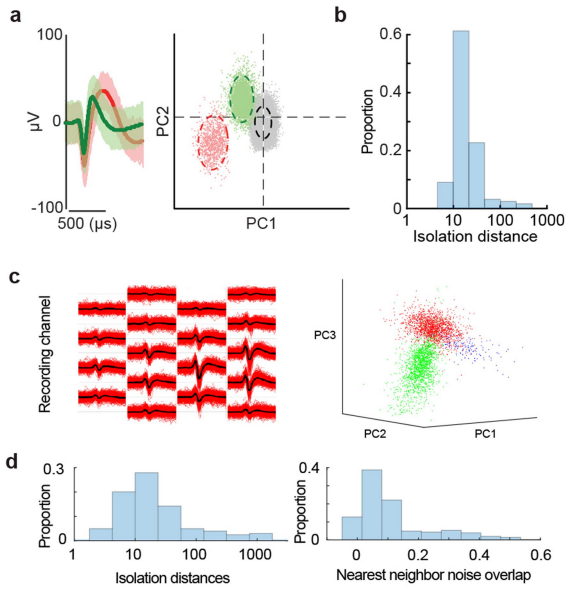 a
100
μV
0
-100
500 (μs)
PC2
PC1
b
0.6
0.4
0.2
0
Proportion
1
10
100
1000
Isolation distance
c
Recording channel
PC3
PC2
PC1
d
0.3
0
Proportion
1
10
100
1000
Isolation distances
0.4
0
Proportion
0
0.2
0.4
0.6
Nearest neighbor noise overlap